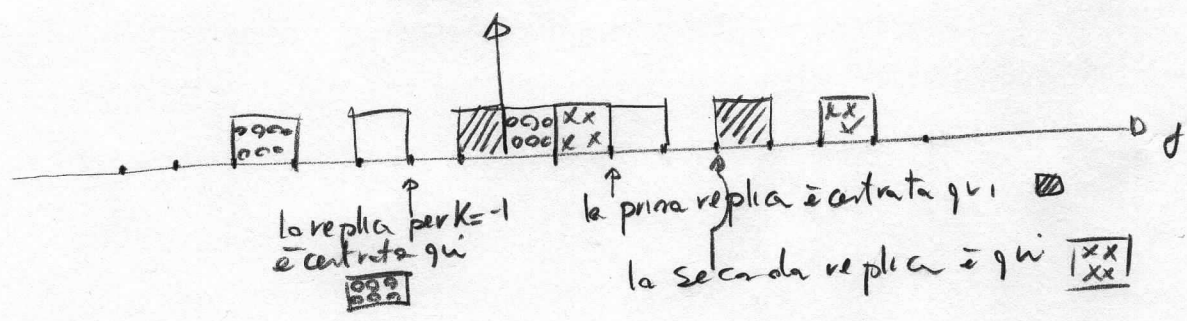 f
la replica per K=-1
è centrata qui
la prima replica è centrata qui
la seconda replica è qui